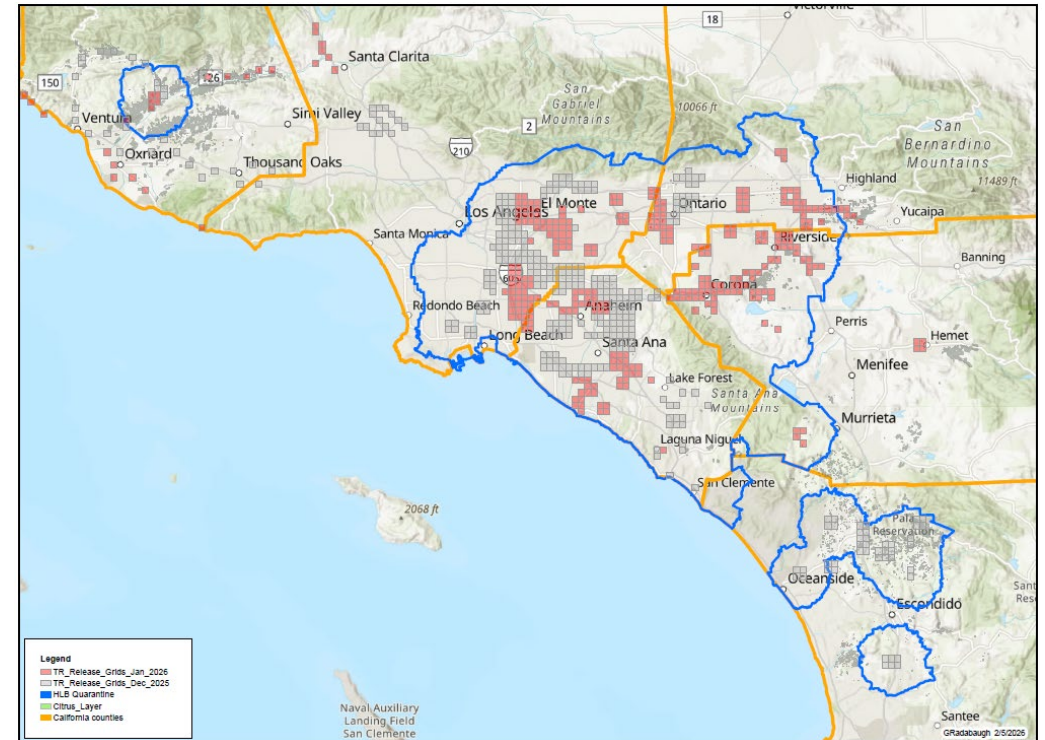 Victorville
18
Santa Clarita
150
126
San
Gabriel
Mountains
10066 ft
Ventura
Simi Valley
2
San
Bernardino
Mountains
210
Oxnard
Thousand Oaks
11489 ft
Highland
El Monte
Ontario
Los Angeles
Yucaipa
Santa Monica
Riverside
Banning
605
Corona
Redondo Beach
Anaheim
Perris
Long Beach
Santa Ana
Hemet
Menifee
Lake Forest
Santa Ana
Mountains
Murrieta
Laguna Niguel
San Clemente
2068 ft
Pala
Reservation
Oceanside
Sant
Res
Escondido
Legend
TR_Release_Grids_Jan_2026
TR_Release_Grids_Dec_2025
HLB Quarantine
Citrus_Layer
California counties
Naval Auxiliary
Landing Field
San Clemente
Santee
GRadabaugh 2/5/2026